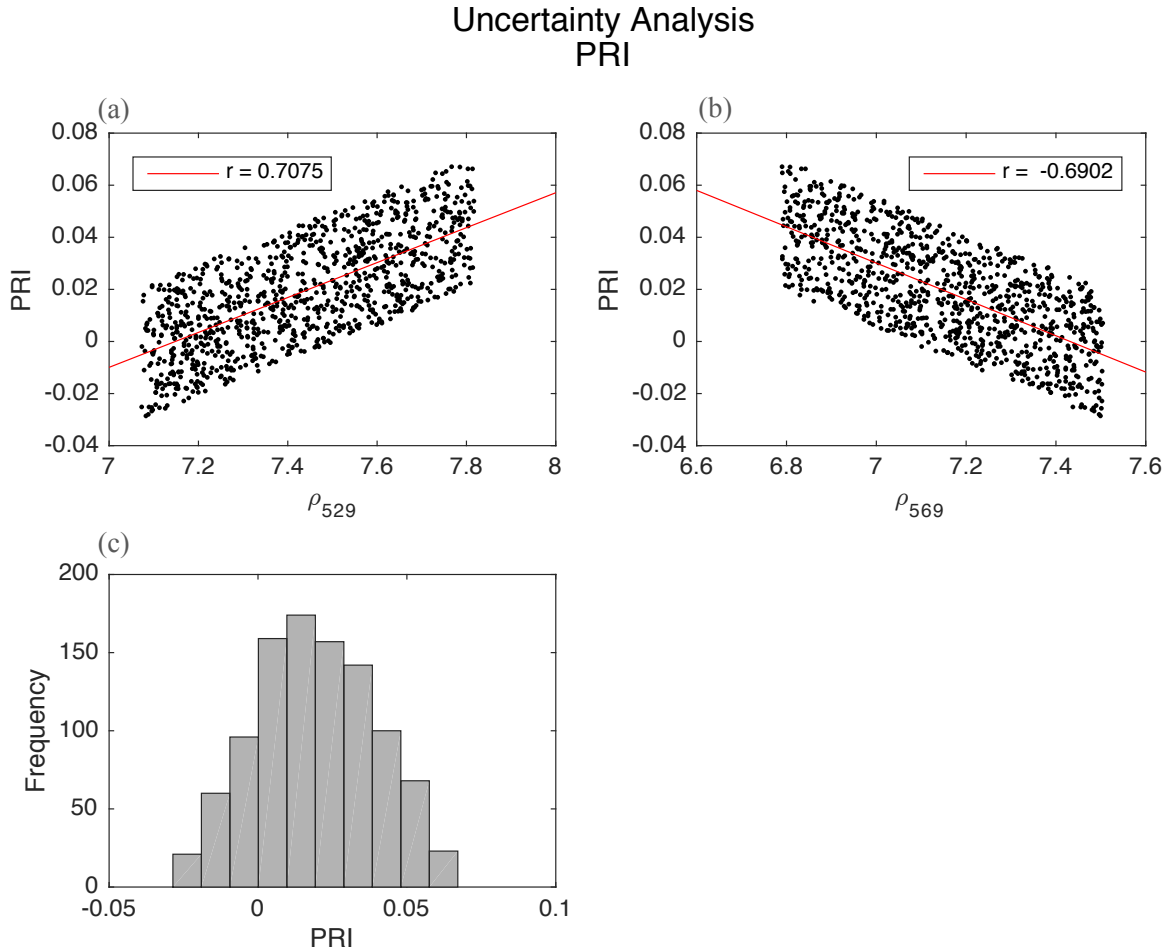 Uncertainty Analysis
PRI
(a)
0.08
0.06
0.04
0.02
0
-0.02
-0.04
PRI
r = 0.7075
7 7.2 7.4 7.6 7.8 8
ρ529
(b)
0.08
0.06
0.04
0.02
0
-0.02
-0.04
PRI
r = -0.6902
6.6 6.8 7 7.2 7.4 7.6
ρ569
(c)
200
150
100
50
0
Frequency
-0.05 0 0.05 0.1
PRI